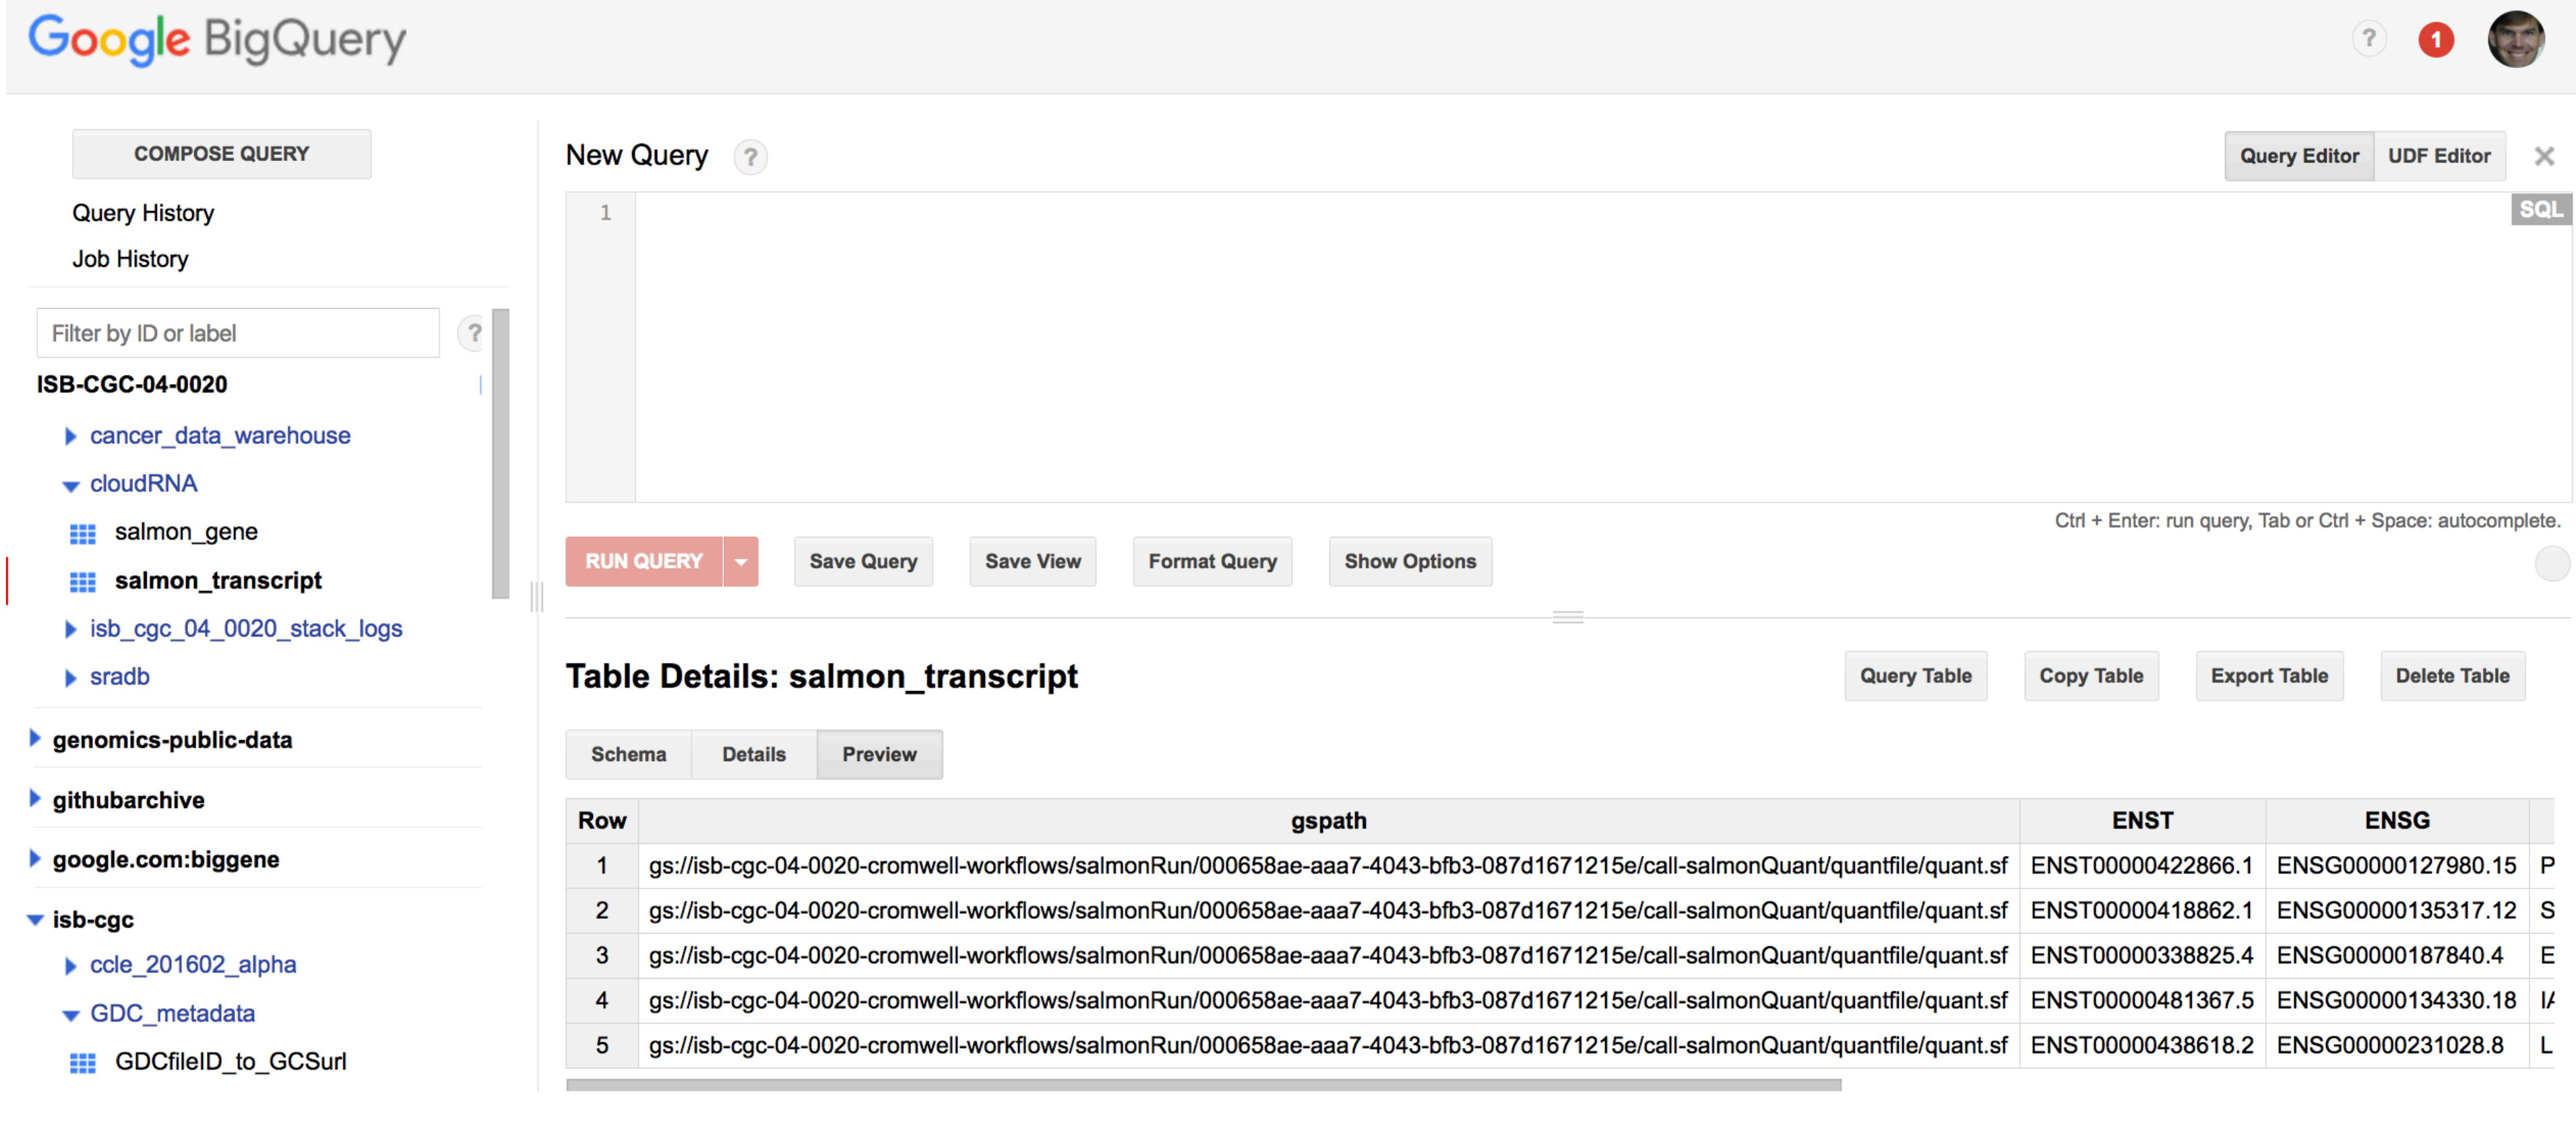 Google BigQuery
? 1
COMPOSE QUERY
Query History
Job History
Filter by ID or label ?
ISB-CGC-04-0020
cancer_data_warehouse
cloudRNA
salmon_gene
salmon_transcript
isb_cgc_04_0020_stack_logs
sradb
genomics-public-data
githubarchive
google.com:biggene
isb-cgc
ccle_201602_alpha
GDC_metadata
GDCfileID_to_GCSurl
New Query ? Query Editor UDF Editor ×
1 SQL
Ctrl + Enter: run query, Tab or Ctrl + Space: autocomplete.
RUN QUERY Save Query Save View Format Query Show Options
Table Details: salmon_transcript Query Table Copy Table Export Table Delete Table
Schema Details Preview
Row gspath ENST ENSG
1 gs://isb-cgc-04-0020-cromwell-workflows/salmonRun/000658ae-aaa7-4043-bfb3-087d1671215e/call-salmonQuant/quantfile/quant.sf ENST00000422866.1 ENSG00000127980.15 P
2 gs://isb-cgc-04-0020-cromwell-workflows/salmonRun/000658ae-aaa7-4043-bfb3-087d1671215e/call-salmonQuant/quantfile/quant.sf ENST00000418862.1 ENSG00000135317.12 S
3 gs://isb-cgc-04-0020-cromwell-workflows/salmonRun/000658ae-aaa7-4043-bfb3-087d1671215e/call-salmonQuant/quantfile/quant.sf ENST00000338825.4 ENSG00000187840.4 E
4 gs://isb-cgc-04-0020-cromwell-workflows/salmonRun/000658ae-aaa7-4043-bfb3-087d1671215e/call-salmonQuant/quantfile/quant.sf ENST00000481367.5 ENSG00000134330.18
5 gs://isb-cgc-04-0020-cromwell-workflows/salmonRun/000658ae-aaa7-4043-bfb3-087d1671215e/call-salmonQuant/quantfile/quant.sf ENST00000438618.2 ENSG00000231028.8 L